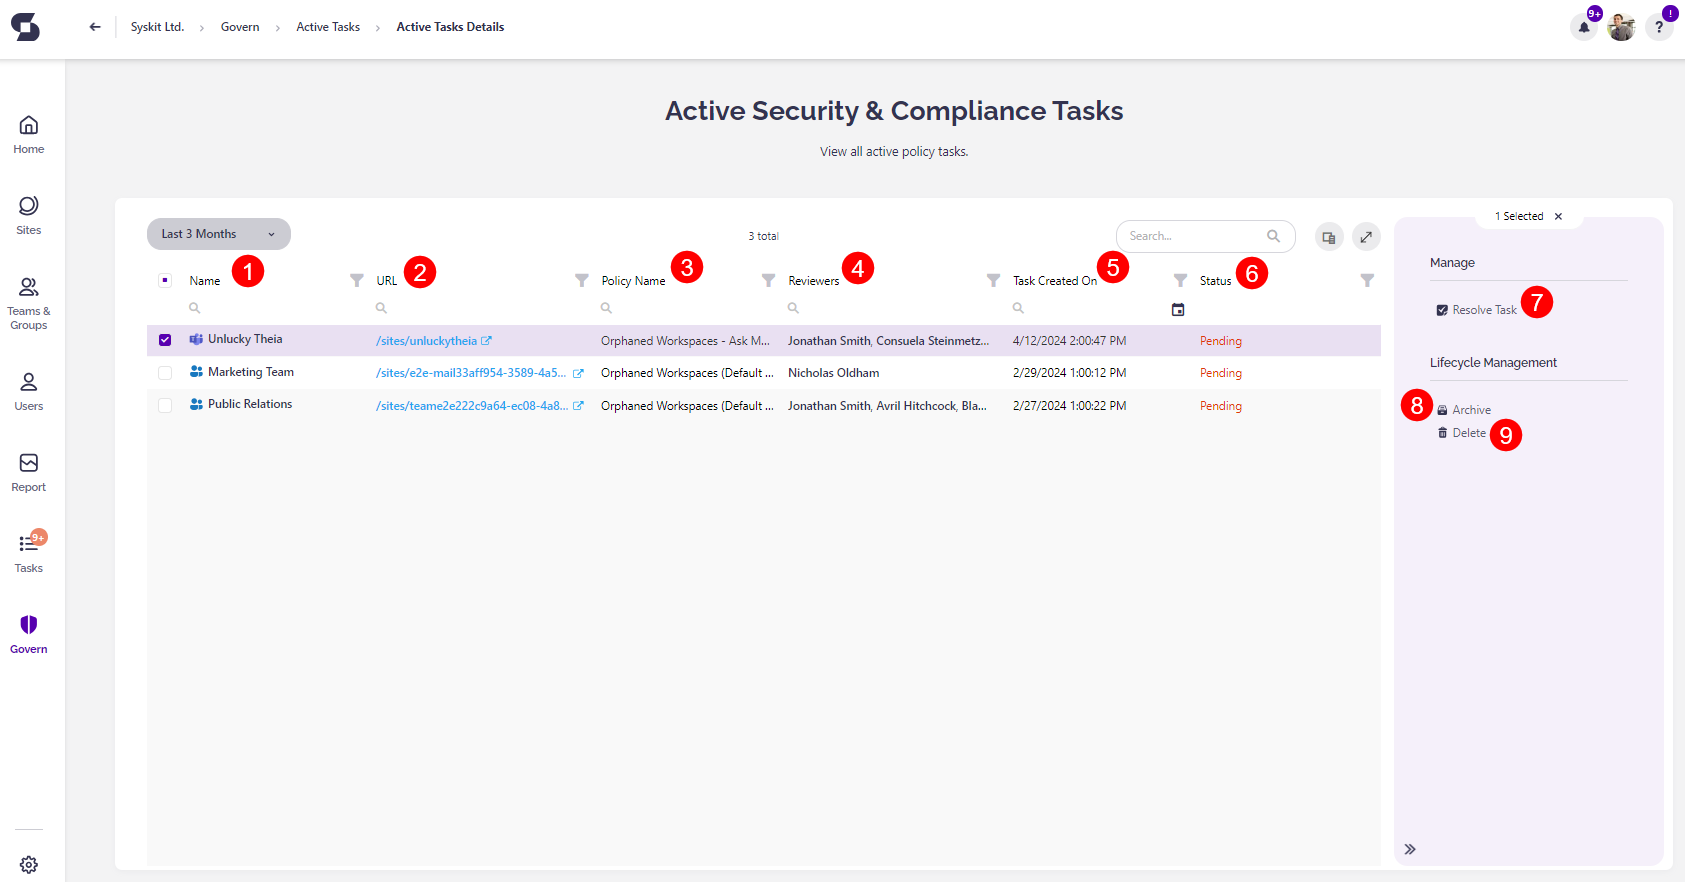 Syskit Ltd. › Govern › Active Tasks › Active Tasks Details
9+
!
?
Home
Sites
Teams & Groups
Users
Report
9+
Tasks
Govern
Active Security & Compliance Tasks
View all active policy tasks.
Last 3 Months
3 total
Search...
Name 1 URL 2 Policy Name 3 Reviewers 4 Task Created On 5 Status 6
Unlucky Theia /sites/unluckytheia Orphaned Workspaces - Ask M... Jonathan Smith, Consuela Steinmetz... 4/12/2024 2:00:47 PM Pending
Marketing Team /sites/e2e-mail33aff954-3589-4a5... Orphaned Workspaces (Default ... Nicholas Oldham 2/29/2024 1:00:12 PM Pending
Public Relations /sites/teame2e222c9a64-ec08-4a8... Orphaned Workspaces (Default ... Jonathan Smith, Avril Hitchcock, Bla... 2/27/2024 1:00:22 PM Pending
1 Selected
Manage
Resolve Task 7
Lifecycle Management
8 Archive
Delete 9